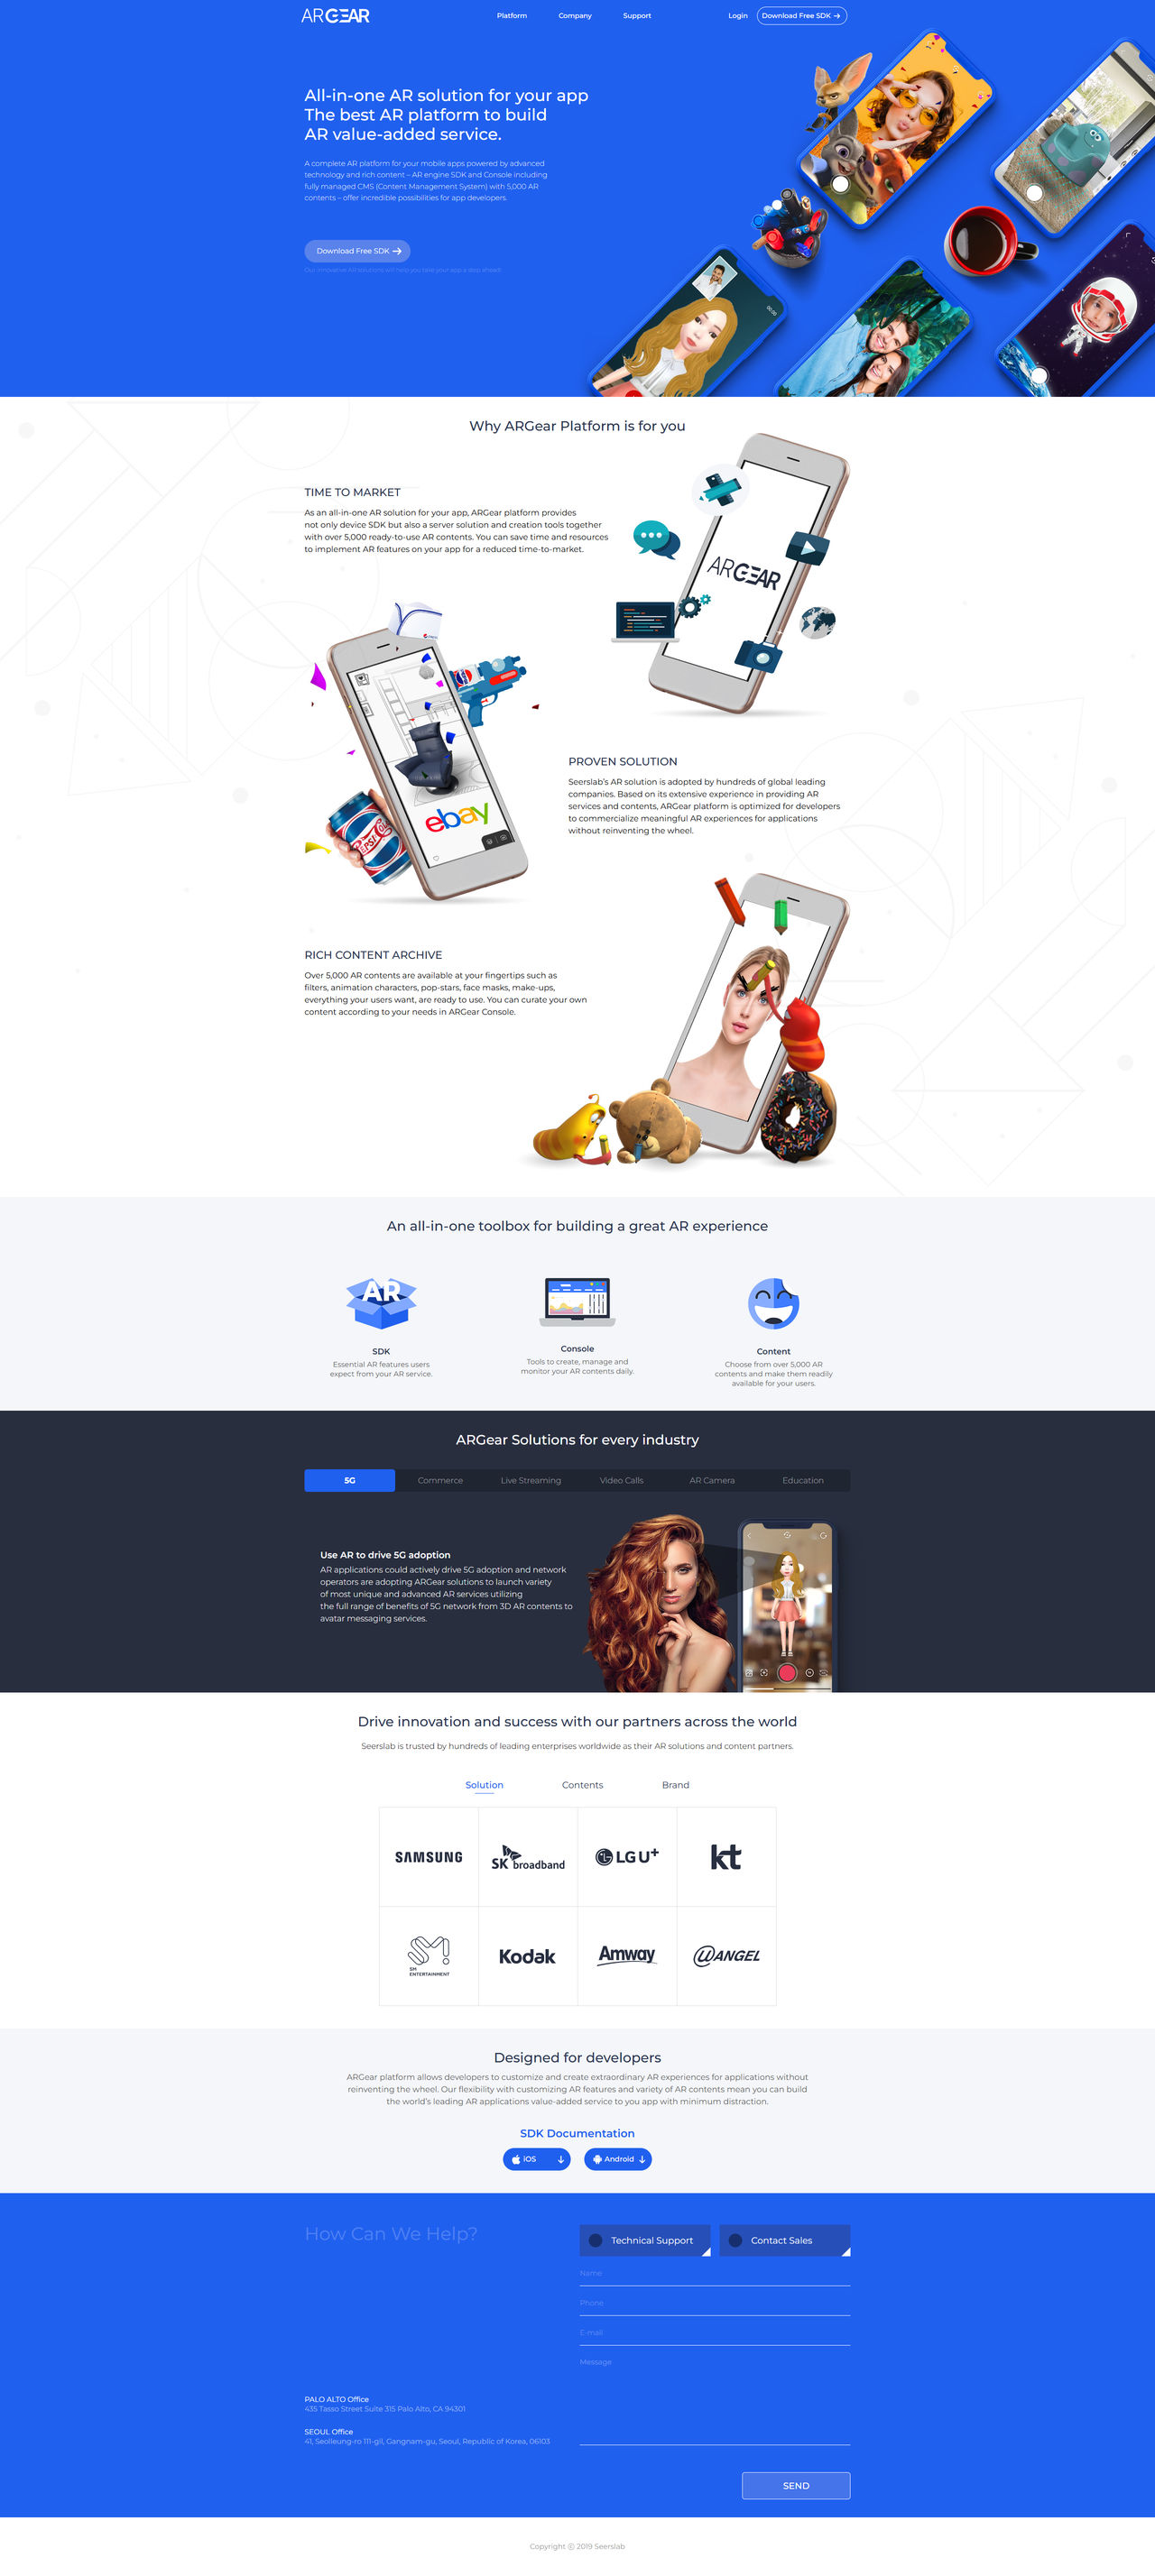 ARGEAR
Platform
Company
Support
Login
Download Free SDK →
All-in-one AR solution for your app
The best AR platform to build
AR value-added service.
A complete AR platform for your mobile apps powered by advanced
technology and rich content – AR engine SDK and Console including
fully managed CMS (Content Management System) with 5,000 AR
contents – offer incredible possibilities for app developers.
Download Free SDK →
Our innovative AR solutions will help you take your app a step ahead!
00:30
Why ARGear Platform is for you
TIME TO MARKET
As an all-in-one AR solution for your app, ARGear platform provides
not only device SDK but also a server solution and creation tools together
with over 5,000 ready-to-use AR contents. You can save time and resources
to implement AR features on your app for a reduced time-to-market.
ARGEAR
pepsi
ebay
PEPSI COLA
PROVEN SOLUTION
Seerslab's AR solution is adopted by hundreds of global leading
companies. Based on its extensive experience in providing AR
services and contents, ARGear platform is optimized for developers
to commercialize meaningful AR experiences for applications
without reinventing the wheel.
RICH CONTENT ARCHIVE
Over 5,000 AR contents are available at your fingertips such as
filters, animation characters, pop-stars, face masks, make-ups,
everything your users want, are ready to use. You can curate your own
content according to your needs in ARGear Console.
An all-in-one toolbox for building a great AR experience
AR
SDK
Essential AR features users
expect from your AR service.
Console
Tools to create, manage and
monitor your AR contents daily.
Content
Choose from over 5,000 AR
contents and make them readily
available for your users.
ARGear Solutions for every industry
5G
Commerce
Live Streaming
Video Calls
AR Camera
Education
Use AR to drive 5G adoption
AR applications could actively drive 5G adoption and network
operators are adopting ARGear solutions to launch variety
of most unique and advanced AR services utilizing
the full range of benefits of 5G network from 3D AR contents to
avatar messaging services.
Drive innovation and success with our partners across the world
Seerslab is trusted by hundreds of leading enterprises worldwide as their AR solutions and content partners.
Solution
Contents
Brand
SAMSUNG
SK broadband
LG U+
kt
SM
ENTERTAINMENT
Kodak
Amway
@UANGEL
Designed for developers
ARGear platform allows developers to customize and create extraordinary AR experiences for applications without
reinventing the wheel. Our flexibility with customizing AR features and variety of AR contents mean you can build
the world's leading AR applications value-added service to you app with minimum distraction.
SDK Documentation
iOS ↓
Android ↓
How Can We Help?
Technical Support
Contact Sales
Name
Phone
E-mail
Message
PALO ALTO Office
435 Tasso Street Suite 315 Palo Alto, CA 94301
SEOUL Office
41, Seolleung-ro 111-gil, Gangnam-gu, Seoul, Republic of Korea, 06103
SEND
Copyright © 2019 Seerslab